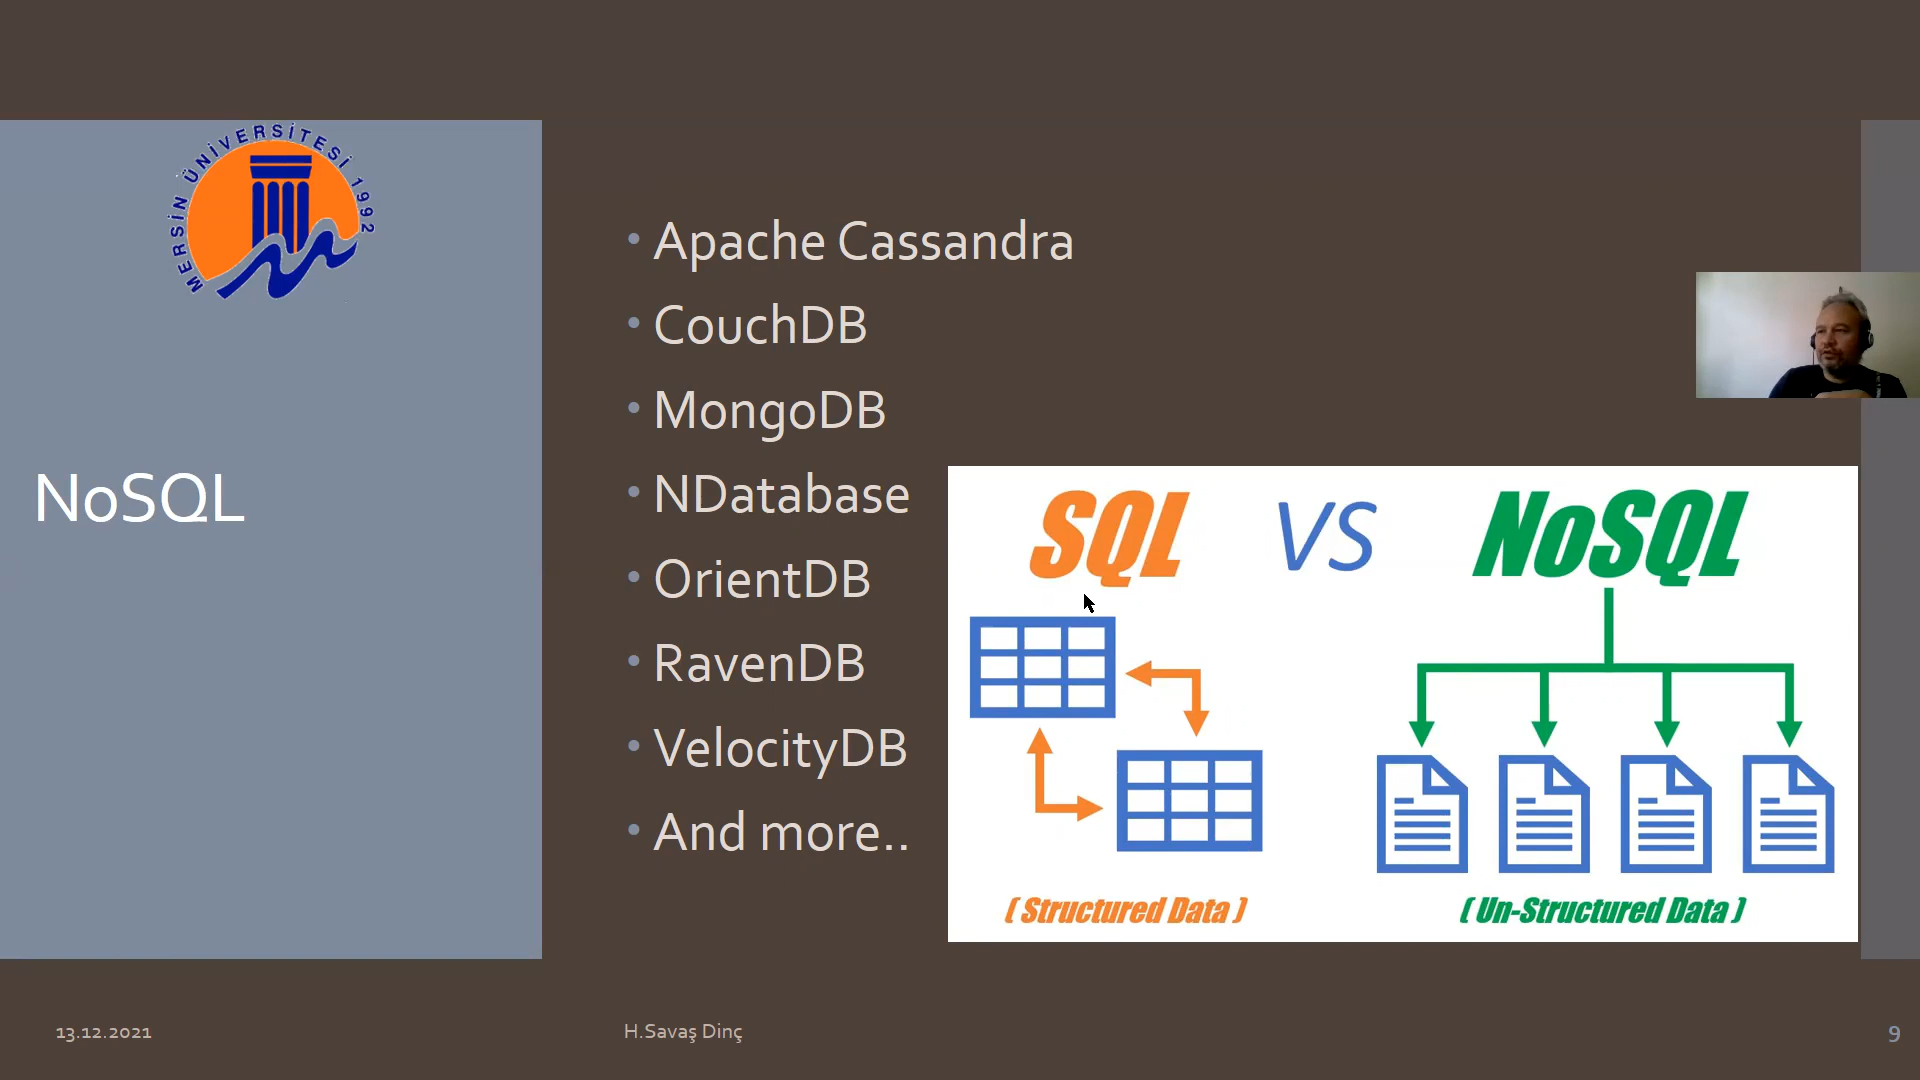 MERSİN ÜNİVERSİTESİ 1992
NoSQL
• Apache Cassandra
• CouchDB
• MongoDB
• NDatabase
• OrientDB
• RavenDB
• VelocityDB
• And more..
SQL VS NoSQL
( Structured Data ) ( Un-Structured Data )
13.12.2021 H.Savaş Dinç 9